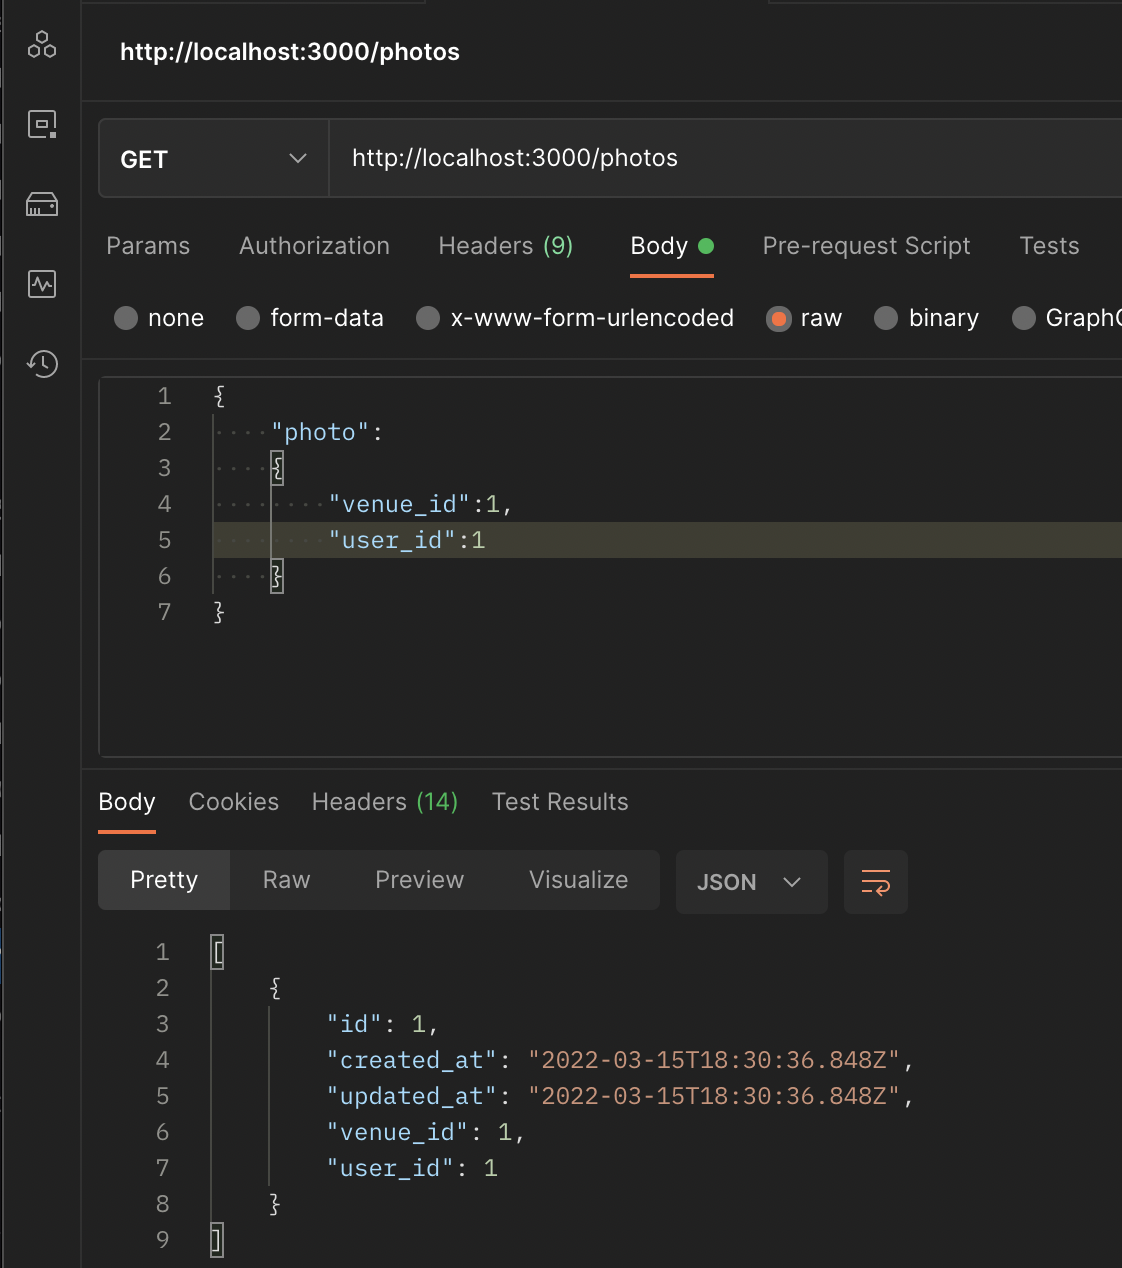 http://localhost:3000/photos
GET http://localhost:3000/photos
Params Authorization Headers (9) Body Pre-request Script Tests
none form-data x-www-form-urlencoded raw binary
1 {
2 "photo":
3 {
4 "venue_id":1,
5 "user_id":1
6 }
7 }
Body Cookies Headers (14) Test Results
Pretty Raw Preview Visualize JSON
1 [
2 {
3 "id": 1,
4 "created_at": "2022-03-15T18:30:36.848Z",
5 "updated_at": "2022-03-15T18:30:36.848Z",
6 "venue_id": 1,
7 "user_id": 1
8 }
9 ]